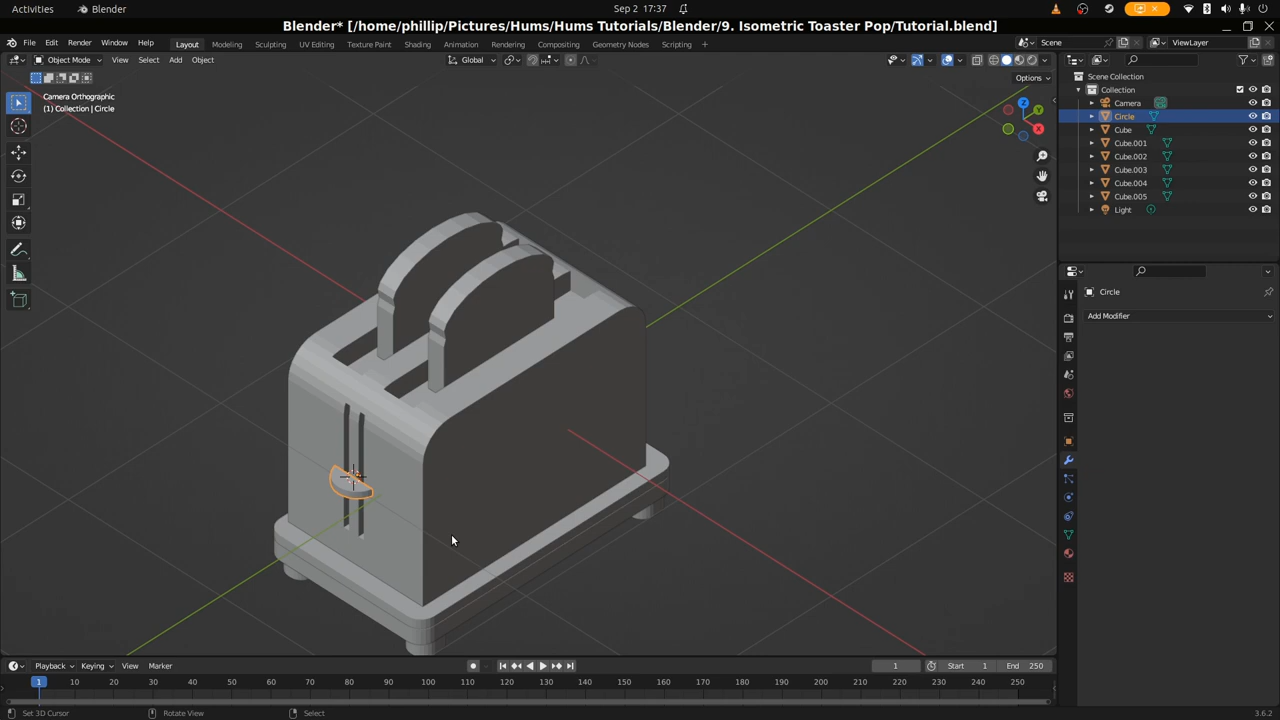 Activities
Blender
Sep 2 17:37
Blender* [/home/phillip/Pictures/Hums/Hums Tutorials/Blender/9. Isometric Toaster Pop/Tutorial.blend]
File Edit Render Window Help
Layout Modeling Sculpting UV Editing Texture Paint Shading Animation Rendering Compositing Geometry Nodes Scripting +
Scene
ViewLayer
Object Mode View Select Add Object
Global
Options
Camera Orthographic
(1) Collection | Circle
Z
Y
X
Scene Collection
Collection
Camera
Circle
Cube
Cube.001
Cube.002
Cube.003
Cube.004
Cube.005
Light
Circle
Add Modifier
Playback Keying View Marker
1
Start 1
End 250
1 10 20 30 40 50 60 70 80 90 100 110 120 130 140 150 160 170 180 190 200 210 220 230 240 250
Set 3D Cursor
Rotate View
Select
3.6.2